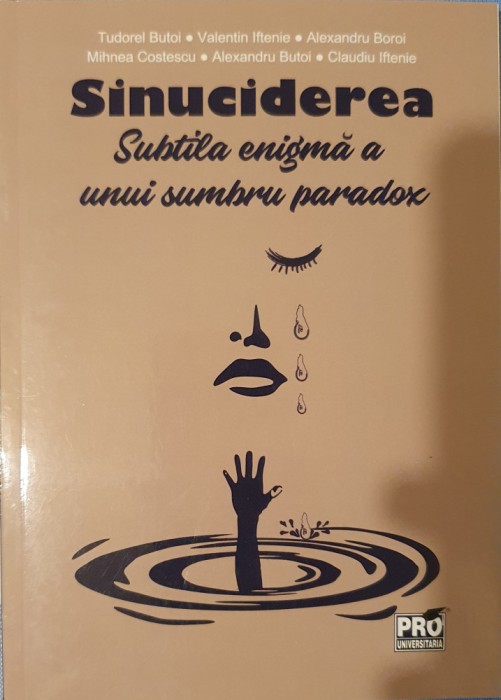 Tudorel Butoi ● Valentin Iftenie ● Alexandru Boroi
Mihnea Costescu ● Alexandru Butoi ● Claudiu Iftenie
Sinuciderea
Subtila enigmă a
unui sumbru paradox
PRO
UNIVERSITARIA